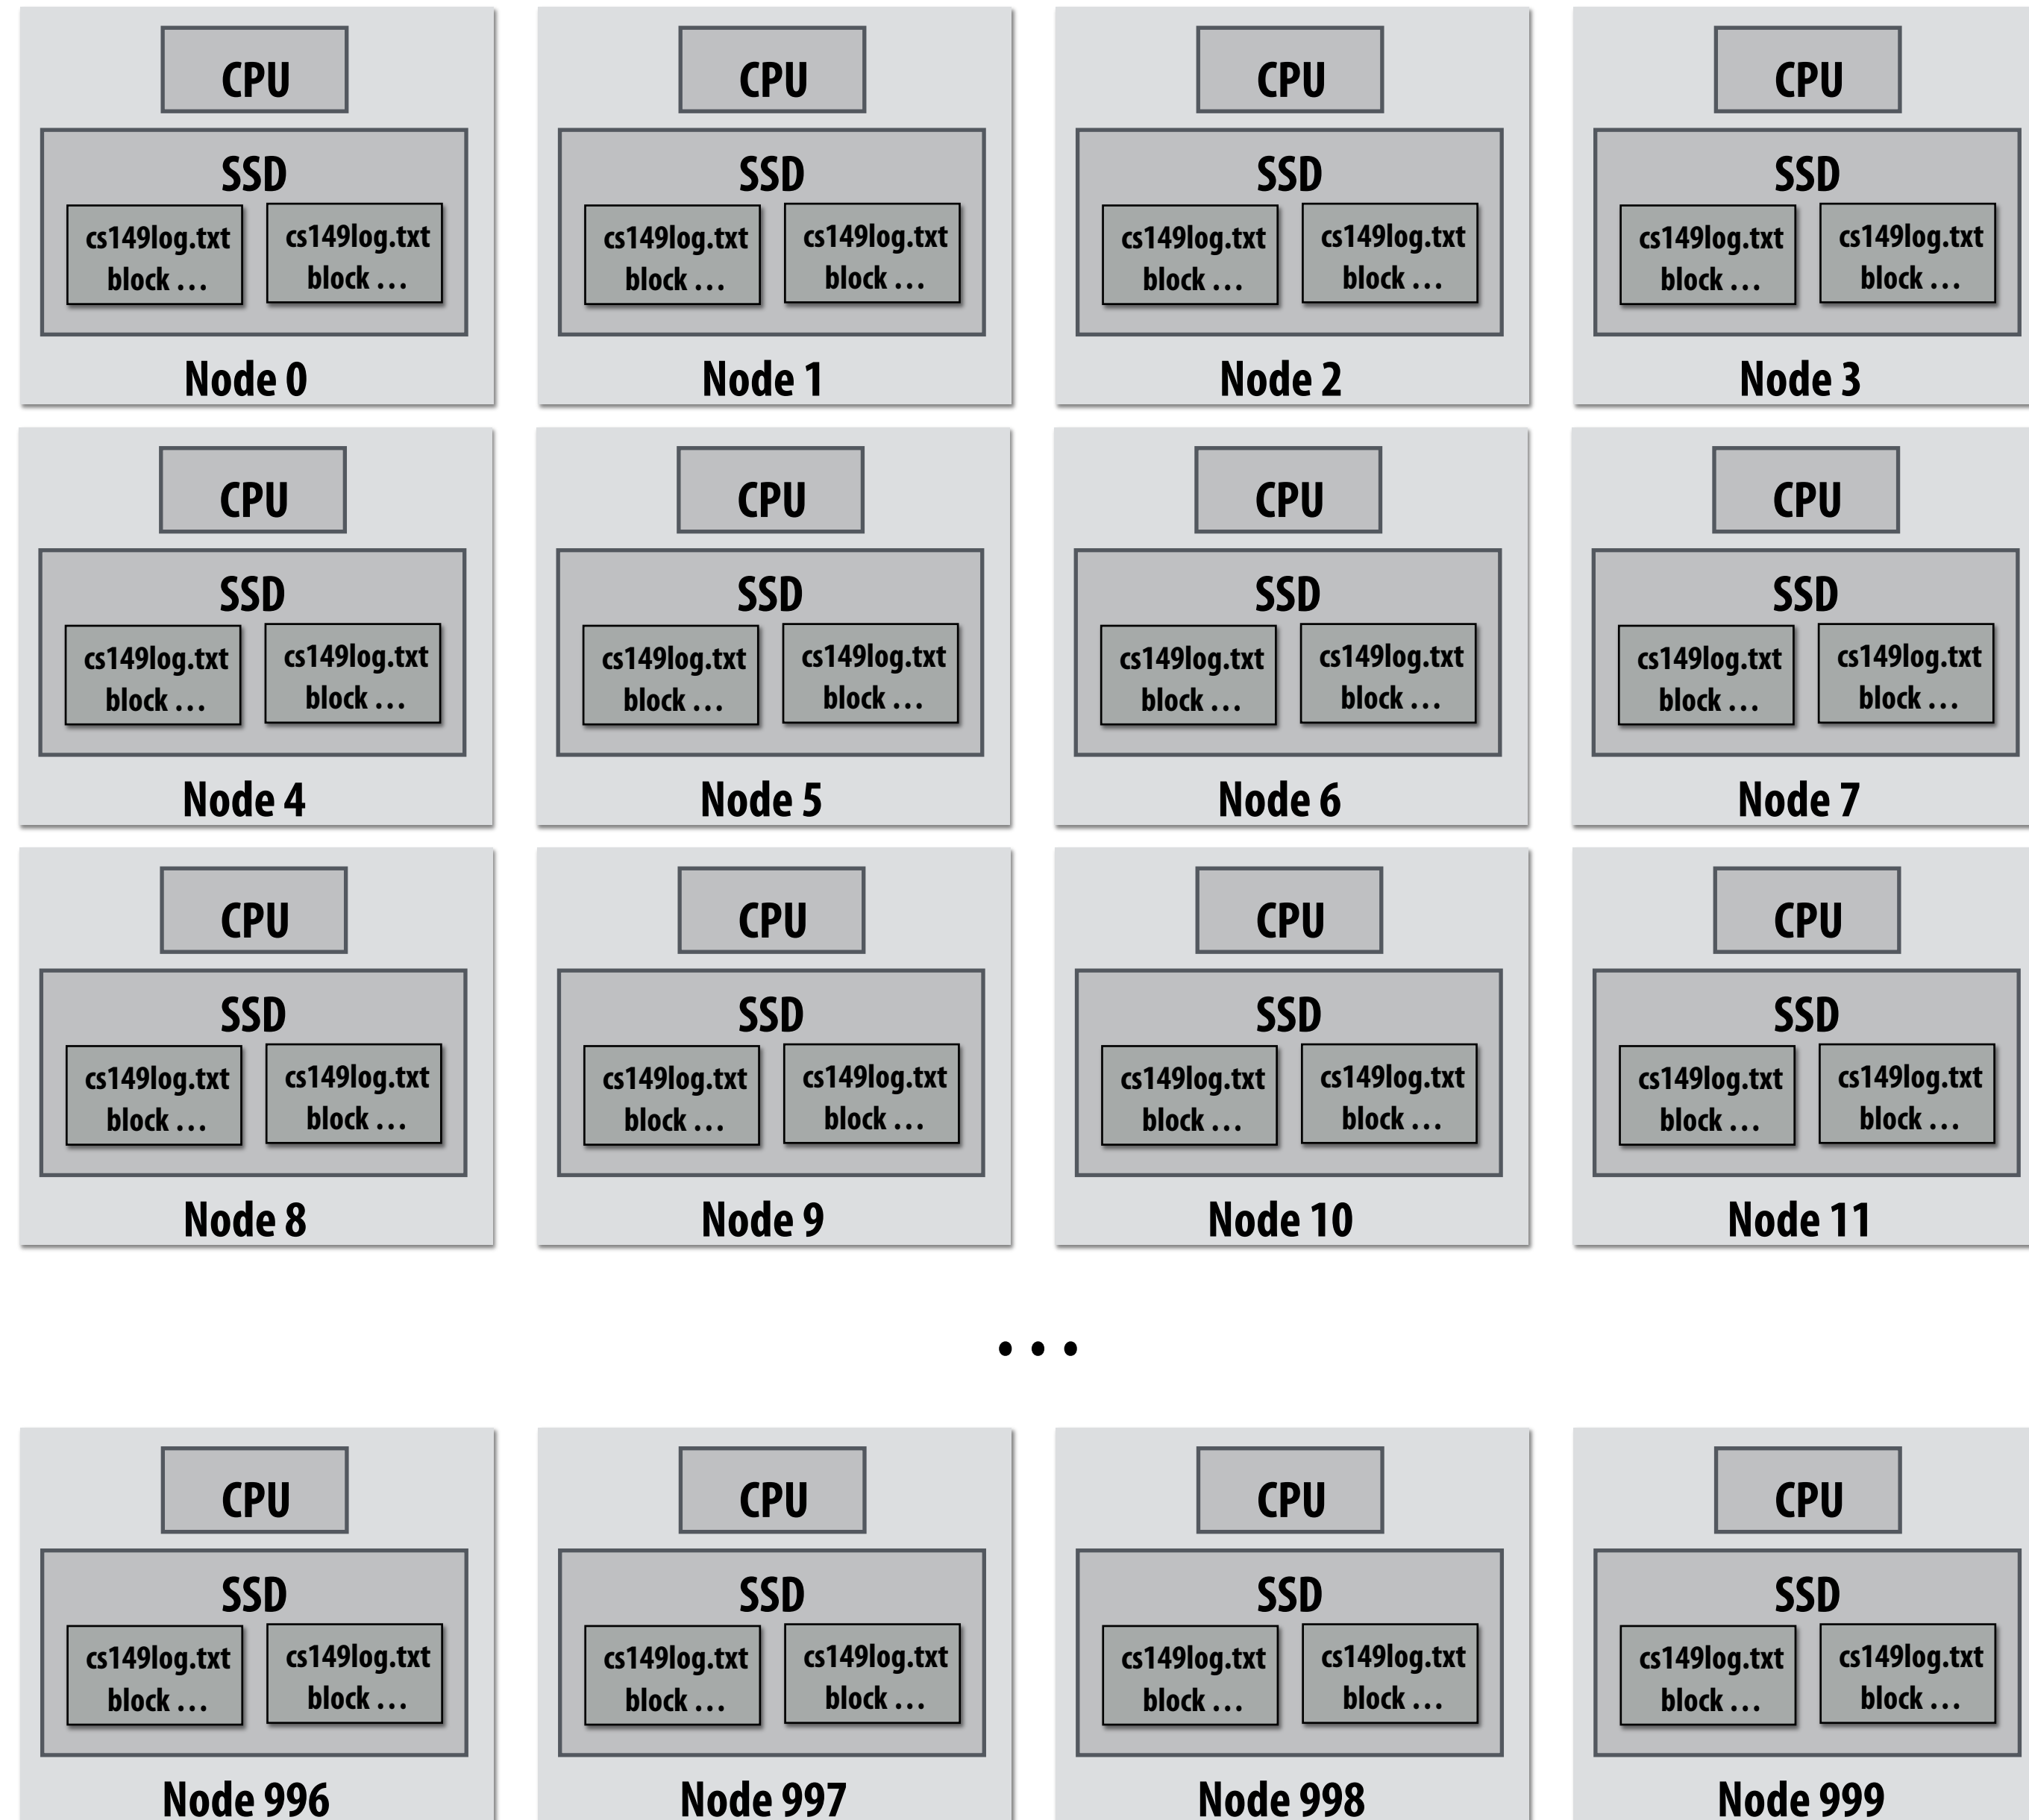 CPU
SSD
cs149log.txt
block ...
cs149log.txt
block ...
Node 0
CPU
SSD
cs149log.txt
block ...
cs149log.txt
block ...
Node 1
CPU
SSD
cs149log.txt
block ...
cs149log.txt
block ...
Node 2
CPU
SSD
cs149log.txt
block ...
cs149log.txt
block ...
Node 3
CPU
SSD
cs149log.txt
block ...
cs149log.txt
block ...
Node 4
CPU
SSD
cs149log.txt
block ...
cs149log.txt
block ...
Node 5
CPU
SSD
cs149log.txt
block ...
cs149log.txt
block ...
Node 6
CPU
SSD
cs149log.txt
block ...
cs149log.txt
block ...
Node 7
CPU
SSD
cs149log.txt
block ...
cs149log.txt
block ...
Node 8
CPU
SSD
cs149log.txt
block ...
cs149log.txt
block ...
Node 9
CPU
SSD
cs149log.txt
block ...
cs149log.txt
block ...
Node 10
CPU
SSD
cs149log.txt
block ...
cs149log.txt
block ...
Node 11
...
CPU
SSD
cs149log.txt
block ...
cs149log.txt
block ...
Node 996
CPU
SSD
cs149log.txt
block ...
cs149log.txt
block ...
Node 997
CPU
SSD
cs149log.txt
block ...
cs149log.txt
block ...
Node 998
CPU
SSD
cs149log.txt
block ...
cs149log.txt
block ...
Node 999